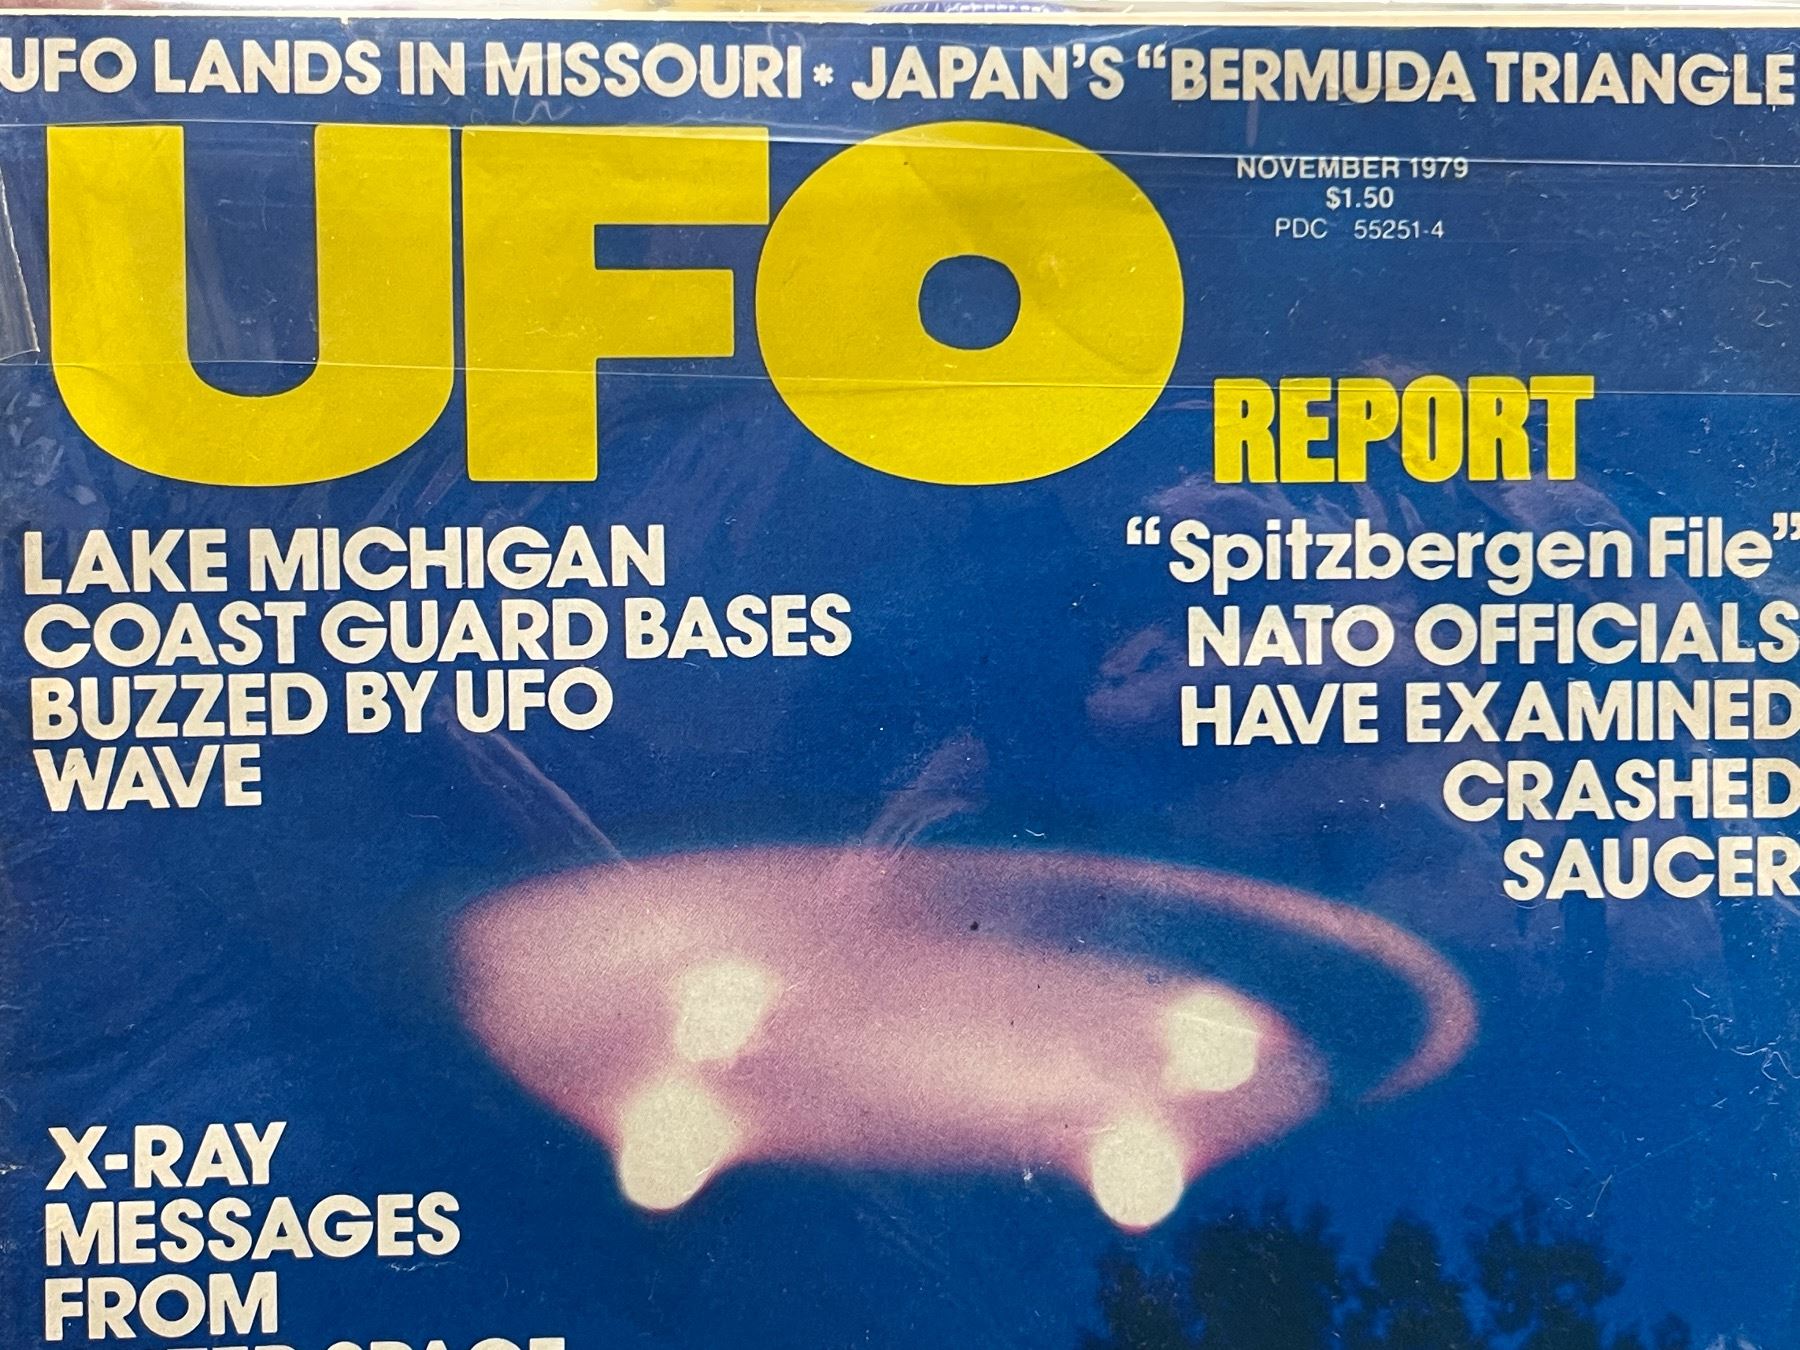 UFO LANDS IN MISSOURI * JAPAN'S “BERMUDA TRIANGLE
UFO
REPORT
NOVEMBER 1979
$1.50
PDC 55251-4
LAKE MICHIGAN
COAST GUARD BASES
BUZZED BY UFO
WAVE
“Spitzbergen File”
NATO OFFICIALS
HAVE EXAMINED
CRASHED
SAUCER
X-RAY
MESSAGES
FROM
SPACE